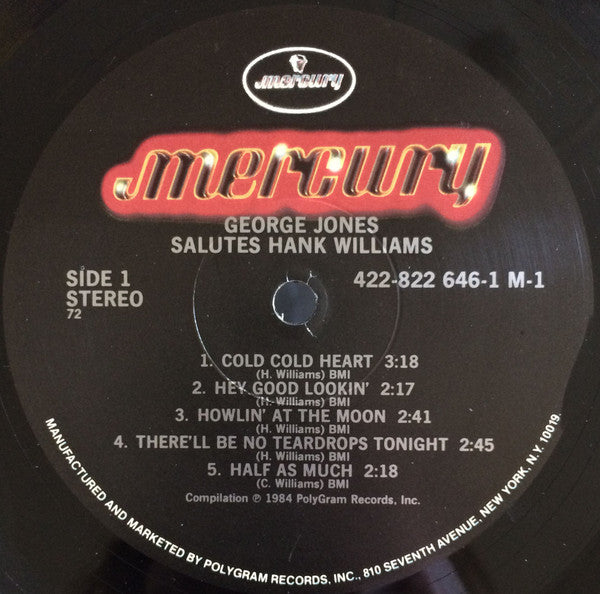 mercury
mercury
GEORGE JONES
SALUTES HANK WILLIAMS
SIDE 1
STEREO
72
422-822 646-1 M-1
1. COLD COLD HEART 3:18
(H. Williams) BMI
2. HEY GOOD LOOKIN' 2:17
(H. Williams) BMI
3. HOWLIN' AT THE MOON 2:41
(H. Williams) BMI
4. THERE'LL BE NO TEARDROPS TONIGHT 2:45
(H. Williams) BMI
5. HALF AS MUCH 2:18
(C. Williams) BMI
Compilation ℗ 1984 PolyGram Records, Inc.
MANUFACTURED AND MARKETED BY POLYGRAM RECORDS, INC., 810 SEVENTH AVENUE, NEW YORK, N.Y. 10019.